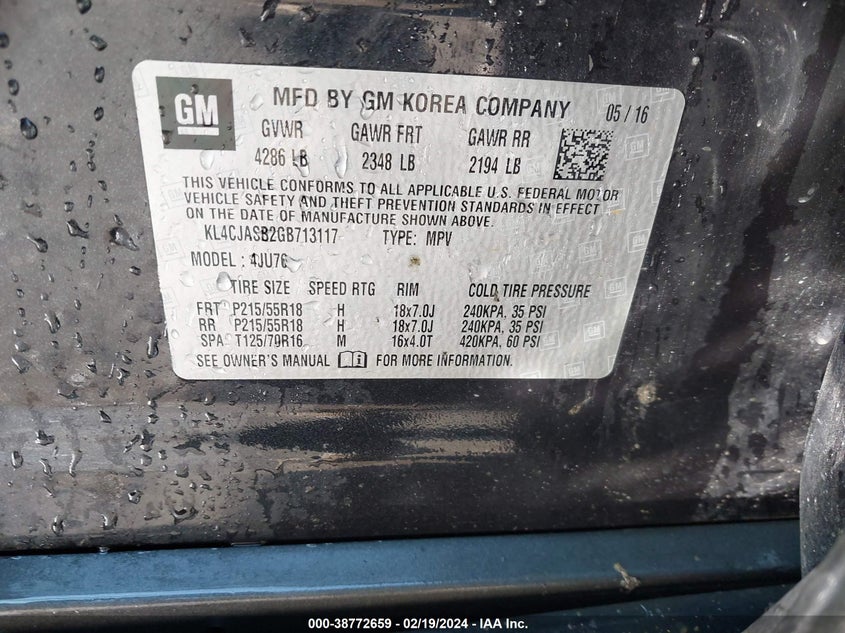 GM MFD BY GM KOREA COMPANY 05/16
GVWR GAWR FRT GAWR RR
4286 LB 2348 LB 2194 LB
THIS VEHICLE CONFORMS TO ALL APPLICABLE U.S. FEDERAL MOTOR
VEHICLE SAFETY AND THEFT PREVENTION STANDARDS IN EFFECT
ON THE DATE OF MANUFACTURE SHOWN ABOVE.
KL4CJASB2GB713117 TYPE: MPV
MODEL: 4JU76
TIRE SIZE SPEED RTG RIM COLD TIRE PRESSURE
FRT P215/55R18 H 18x7.0J 240KPA, 35 PSI
RR P215/55R18 H 18x7.0J 240KPA, 35 PSI
SPA T125/70R16 M 16x4.0T 420KPA, 60 PSI
SEE OWNER'S MANUAL FOR MORE INFORMATION.
000-38772659 - 02/19/2024 - IAA Inc.